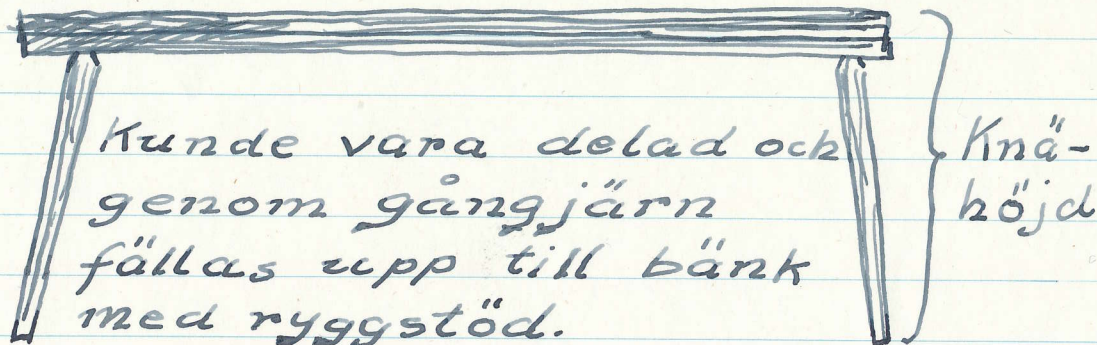 Kunde vara delad och
genom gångjärn
fällas upp till bänk
med ryggstöd.
Knä-
höjd